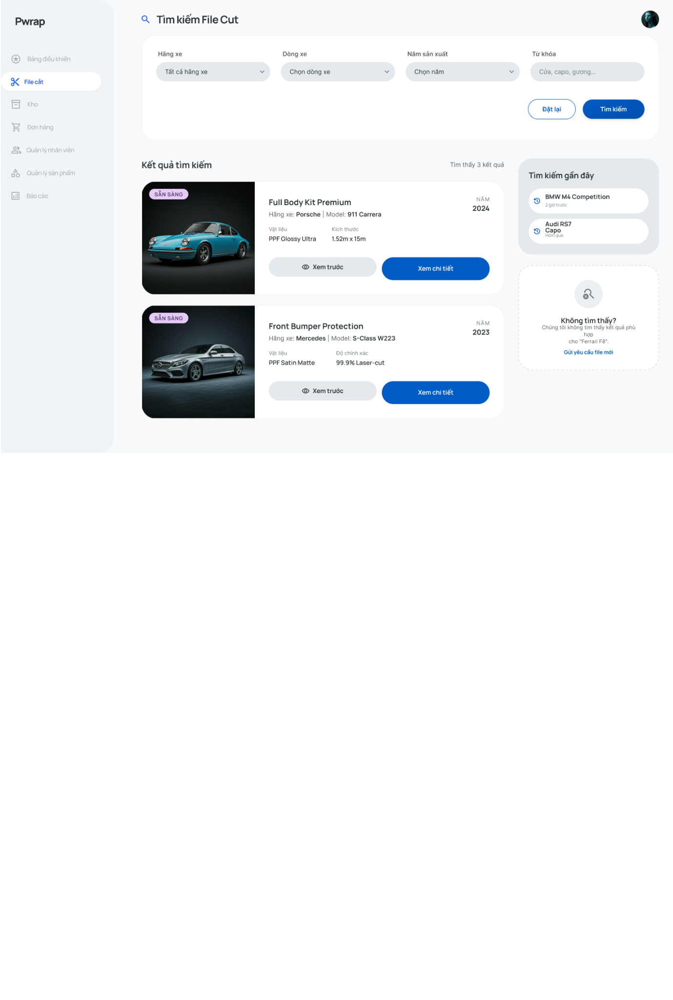 Pwrap
Bảng điều khiển
File cắt
Kho
Đơn hàng
Quản lý nhân viên
Quản lý sản phẩm
Báo cáo
Tìm kiếm File Cut
Hãng xe
Tất cả hãng xe
Dòng xe
Chọn dòng xe
Năm sản xuất
Chọn năm
Từ khóa
Cửa, capo, gương...
Đặt lại
Tìm kiếm
Kết quả tìm kiếm
Tìm thấy 3 kết quả
SẴN SÀNG
Full Body Kit Premium
Hãng xe: Porsche | Model: 911 Carrera
NĂM
2024
Vật liệu
PPF Glossy Ultra
Kích thước
1.52m x 15m
Xem trước
Xem chi tiết
SẴN SÀNG
Front Bumper Protection
Hãng xe: Mercedes | Model: S-Class W223
NĂM
2023
Vật liệu
PPF Satin Matte
Độ chính xác
99.9% Laser-cut
Xem trước
Xem chi tiết
Tìm kiếm gần đây
BMW M4 Competition
2 giờ trước
Audi RS7
Capo
Hôm qua
Không tìm thấy?
Chúng tôi không tìm thấy kết quả phù
hợp
cho "Ferrari F8".
Gửi yêu cầu file mới